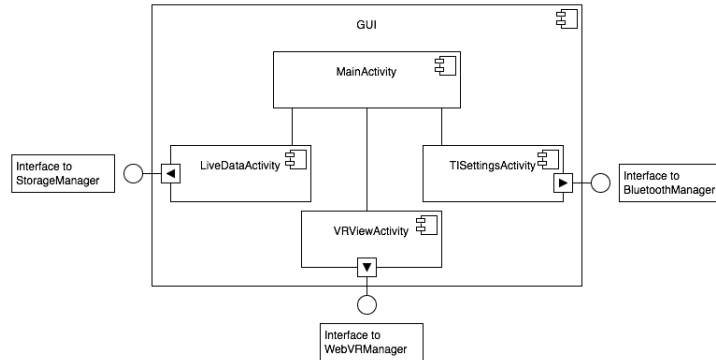 GUI
MainActivity
LiveDataActivity
TISettingsActivity
Interface to
StorageManager
Interface to
BluetoothManager
VRViewActivity
Interface to
WebVRManager